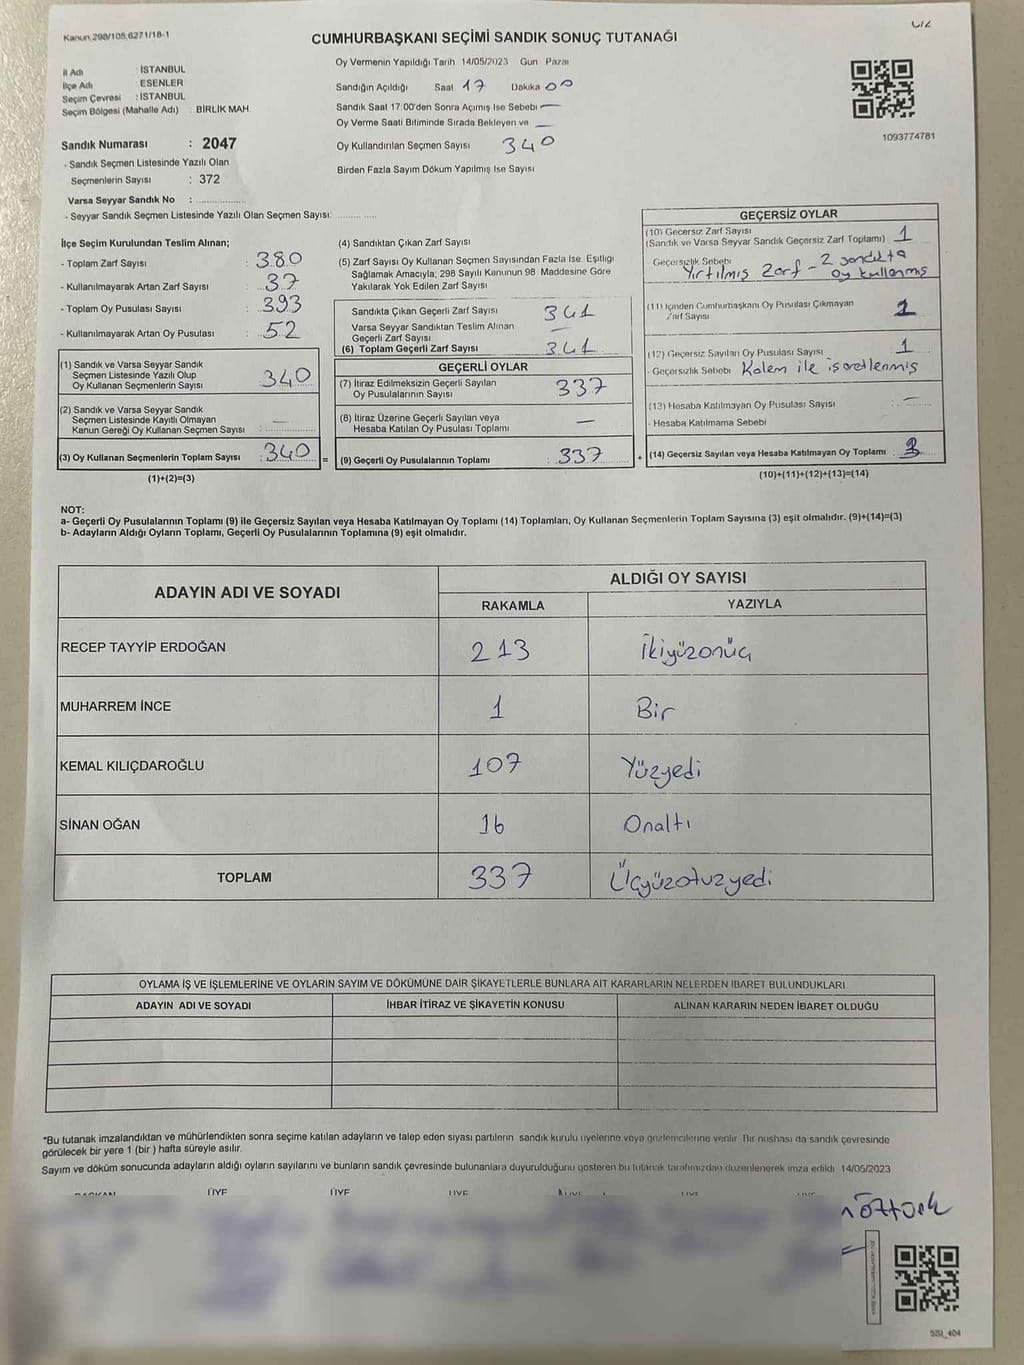 Kanun:298/105,6271/18-1
CUMHURBAŞKANI SEÇİMİ SANDIK SONUÇ TUTANAĞI
İl Adı : İSTANBUL
İlçe Adı : ESENLER
Seçim Çevresi : İSTANBUL
Seçim Bölgesi (Mahalle Adı) BİRLİK MAH.
Sandık Numarası : 2047
- Sandık Seçmen Listesinde Yazılı Olan
Seçmenlerin Sayısı : 372
Varsa Seyyar Sandık No :
- Seyyar Sandık Seçmen Listesinde Yazılı Olan Seçmen Sayısı:
Oy Vermenin Yapıldığı Tarih 14/05/2023 Gün Pazar
Sandığın Açıldığı Saat 17 Dakika 00
Sandık Saat 17:00'den Sonra Açımış İse Sebebi —
Oy Verme Saati Bitiminde Sırada Bekleyen ve —
Oy Kullandırılan Seçmen Sayısı 340
Birden Fazla Sayım Döküm Yapılmış İse Sayısı
1093774781
İlçe Seçim Kurulundan Teslim Alınan;
- Toplam Zarf Sayısı : 380
- Kullanılmayarak Artan Zarf Sayısı : 37
- Toplam Oy Pusulası Sayısı : 393
- Kullanılmayarak Artan Oy Pusulası : 52
(1) Sandık ve Varsa Seyyar Sandık
Seçmen Listesinde Yazılı Olup
Oy Kullanan Seçmenlerin Sayısı 340
(2) Sandık ve Varsa Seyyar Sandık
Seçmen Listesinde Kayıtlı Olmayan
Kanun Gereği Oy Kullanan Seçmen Sayısı : —
(3) Oy Kullanan Seçmenlerin Toplam Sayısı : 340 =
(1)+(2)=(3)
(4) Sandıktan Çıkan Zarf Sayısı
(5) Zarf Sayısı Oy Kullanan Seçmen Sayısından Fazla İse, Eşitliği
Sağlamak Amacıyla; 298 Sayılı Kanunun 98 Maddesine Göre
Yakılarak Yok Edilen Zarf Sayısı
Sandıkta Çıkan Geçerli Zarf Sayısı 341
Varsa Seyyar Sandıktan Teslim Alınan
Geçerli Zarf Sayısı —
(6) Toplam Geçerli Zarf Sayısı 341
GEÇERLİ OYLAR
(7) İtiraz Edilmeksizin Geçerli Sayılan
Oy Pusulalarının Sayısı 337
(8) İtiraz Üzerine Geçerli Sayılan veya
Hesaba Katılan Oy Pusulası Toplamı —
(9) Geçerli Oy Pusulalarının Toplamı : 337 +
GEÇERSİZ OYLAR
(10) Geçersiz Zarf Sayısı
(Sandık ve Varsa Seyyar Sandık Geçersiz Zarf Toplamı) 1
- Geçersizlik Sebebi Yırtılmış Zarf - 2 sandıkta
oy kullanmış
(11) İçinden Cumhurbaşkanı Oy Pusulası Çıkmayan
Zarf Sayısı
(12) Geçersiz Sayılan Oy Pusulası Sayısı 1
- Geçersizlik Sebebi Kalem ile işaretlenmiş
(13) Hesaba Katılmayan Oy Pusulası Sayısı : —
- Hesaba Katılmama Sebebi
(14) Geçersiz Sayılan veya Hesaba Katılmayan Oy Toplamı : 3
(10)+(11)+(12)+(13)=(14)
NOT:
a- Geçerli Oy Pusulalarının Toplamı (9) ile Geçersiz Sayılan veya Hesaba Katılmayan Oy Toplamı (14) Toplamları, Oy Kullanan Seçmenlerin Toplam Sayısına (3) eşit olmalıdır. (9)+(14)=(3)
b- Adayların Aldığı Oyların Toplamı, Geçerli Oy Pusulalarının Toplamına (9) eşit olmalıdır.
ADAYIN ADI VE SOYADI ALDIĞI OY SAYISI
RAKAMLA YAZIYLA
RECEP TAYYİP ERDOĞAN 213 İkiyüzonüç
MUHARREM İNCE 1 Bir
KEMAL KILIÇDAROĞLU 107 Yüzyedi
SİNAN OĞAN 16 Onaltı
TOPLAM 337 Üçyüzotuzyedi
OYLAMA İŞ VE İŞLEMLERİNE VE OYLARIN SAYIM VE DÖKÜMÜNE DAİR ŞİKAYETLERLE BUNLARA AİT KARARLARIN NELERDEN İBARET BULUNDUKLARI
ADAYIN ADI VE SOYADI İHBAR İTİRAZ VE ŞİKAYETİN KONUSU ALINAN KARARIN NEDEN İBARET OLDUĞU
*Bu tutanak imzalandıktan ve mühürlendikten sonra seçime katılan adayların ve talep eden siyasi partilerin sandık kurulu üyelerine veya gözlemcilerine verilir. Bir nüshası da sandık çevresinde
görülecek bir yere 1 (bir) hafta süreyle asılır.
Sayım ve döküm sonucunda adayların aldığı oyların sayılarını ve bunların sandık çevresinde bulunanlara duyurulduğunu gösteren bu tutanak tarafımızdan düzenlenerek imza edildi. 14/05/2023
BAŞKAN ÜYE ÜYE ÜYE ÜYE ÜYE ÜYE
öztürk
SSI_404